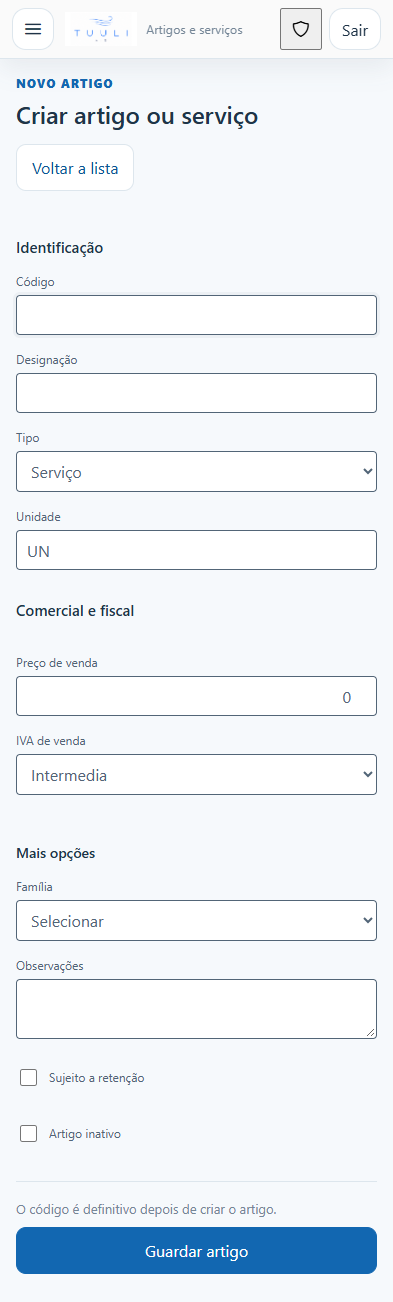 TUULI
Artigos e serviços
Sair
NOVO ARTIGO
Criar artigo ou serviço
Voltar a lista
Identificação
Código
Designação
Tipo
Serviço
Unidade
UN
Comercial e fiscal
Preço de venda
0
IVA de venda
Intermedia
Mais opções
Família
Selecionar
Observações
Sujeito a retenção
Artigo inativo
O código é definitivo depois de criar o artigo.
Guardar artigo